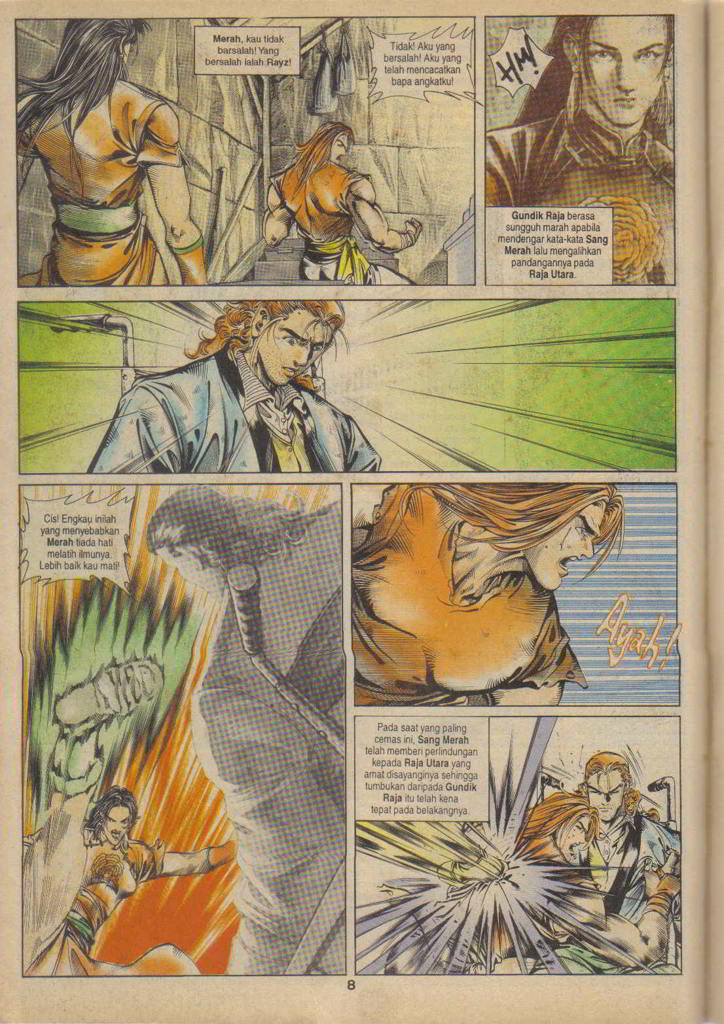 Merah, kau tidak
barsalah! Yang
bersalah ialah Rayz!
Tidak! Aku yang
bersalah! Aku yang
telah mencacatkan
bapa angkatku!
HM!
Gundik Raja berasa
sungguh marah apabila
mendengar kata-kata Sang
Merah lalu mengalihkan
pandangannya pada
Raja Utara.
Cis! Engkau inilah
yang menyebabkan
Merah tiada hati
melatih ilmunya.
Lebih baik kau mati!
Ayah!
Pada saat yang paling
cemas ini, Sang Merah
telah memberi perlindungan
kepada Raja Utara yang
amat disayanginya sehingga
tumbukan daripada Gundik
Raja itu telah kena
tepat pada belakangnya.
8